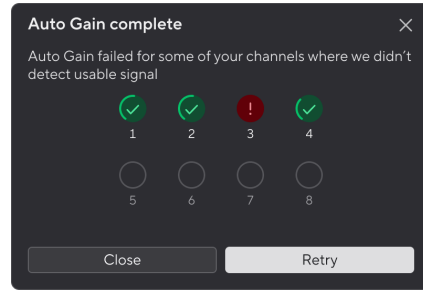 Auto Gain complete
Auto Gain failed for some of your channels where we didn't
detect usable signal
!
1 2 3 4
5 6 7 8
Close Retry